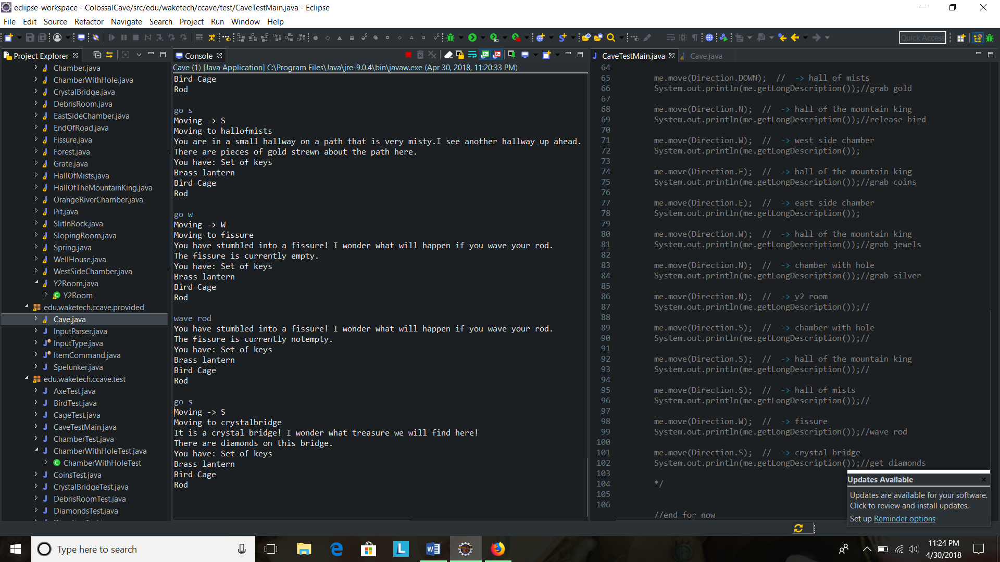 eclipse-workspace - ColossalCave/src/edu/waketech/ccave/test/CaveTestMain.java - Eclipse
File Edit Source Refactor Navigate Search Project Run Window Help
Quick Access
Project Explorer
Chamber.java
ChamberWithHole.java
CrystalBridge.java
DebrisRoom.java
EastSideChamber.java
EndOfRoad.java
Fissure.java
Forest.java
Grate.java
HallOfMists.java
HallOfTheMountainKing.java
OrangeRiverChamber.java
Pit.java
SlitInRock.java
SlopingRoom.java
Spring.java
WellHouse.java
WestSideChamber.java
Y2Room.java
Y2Room
edu.waketech.ccave.provided
Cave.java
InputParser.java
InputType.java
ItemCommand.java
Spelunker.java
edu.waketech.ccave.test
AxeTest.java
BirdTest.java
CageTest.java
CaveTestMain.java
ChamberTest.java
ChamberWithHoleTest.java
ChamberWithHoleTest
CoinsTest.java
CrystalBridgeTest.java
DebrisRoomTest.java
DiamondsTest.java
Console
Cave (1) [Java Application] C:\Program Files\Java\jre-9.0.4\bin\javaw.exe (Apr 30, 2018, 11:20:33 PM)
Bird Cage
Rod
go s
Moving -> S
Moving to hallofmists
You are in a small hallway on a path that is very misty.I see another hallway up ahead.
There are pieces of gold strewn about the path here.
You have: Set of keys
Brass lantern
Bird Cage
Rod
go w
Moving -> W
Moving to fissure
You have stumbled into a fissure! I wonder what will happen if you wave your rod.
The fissure is currently empty.
You have: Set of keys
Brass lantern
Bird Cage
Rod
wave rod
You have stumbled into a fissure! I wonder what will happen if you wave your rod.
The fissure is currently notempty.
You have: Set of keys
Brass lantern
Bird Cage
Rod
go s
Moving -> S
Moving to crystalbridge
It is a crystal bridge! I wonder what treasure we will find here!
There are diamonds on this bridge.
You have: Set of keys
Brass lantern
Bird Cage
Rod
CaveTestMain.java Cave.java
64
65 me.move(Direction.DOWN); // -> hall of mists
66 System.out.println(me.getLongDescription());//grab gold
67
68 me.move(Direction.N); // -> hall of the mountain king
69 System.out.println(me.getLongDescription());//release bird
70
71 me.move(Direction.W); // -> west side chamber
72 System.out.println(me.getLongDescription());
73
74 me.move(Direction.E); // -> hall of the mountain king
75 System.out.println(me.getLongDescription());//grab coins
76
77 me.move(Direction.E); // -> east side chamber
78 System.out.println(me.getLongDescription());
79
80 me.move(Direction.W); // -> hall of the mountain king
81 System.out.println(me.getLongDescription());//grab jewels
82
83 me.move(Direction.N); // -> chamber with hole
84 System.out.println(me.getLongDescription());//grab silver
85
86 me.move(Direction.N); // -> y2 room
87 System.out.println(me.getLongDescription());//
88
89 me.move(Direction.S); // -> chamber with hole
90 System.out.println(me.getLongDescription());//
91
92 me.move(Direction.S); // -> hall of the mountain king
93 System.out.println(me.getLongDescription());//
94
95 me.move(Direction.S); // -> hall of mists
96 System.out.println(me.getLongDescription());//
97
98 me.move(Direction.W); // -> fissure
99 System.out.println(me.getLongDescription());//wave rod
100
101 me.move(Direction.S); // -> crystal bridge
102 System.out.println(me.getLongDescription());//get diamonds
103
104 */
105
106
//end for now
Updates Available
Updates are available for your software.
Click to review and install updates.
Set up Reminder options
Type here to search
11:24 PM
4/30/2018